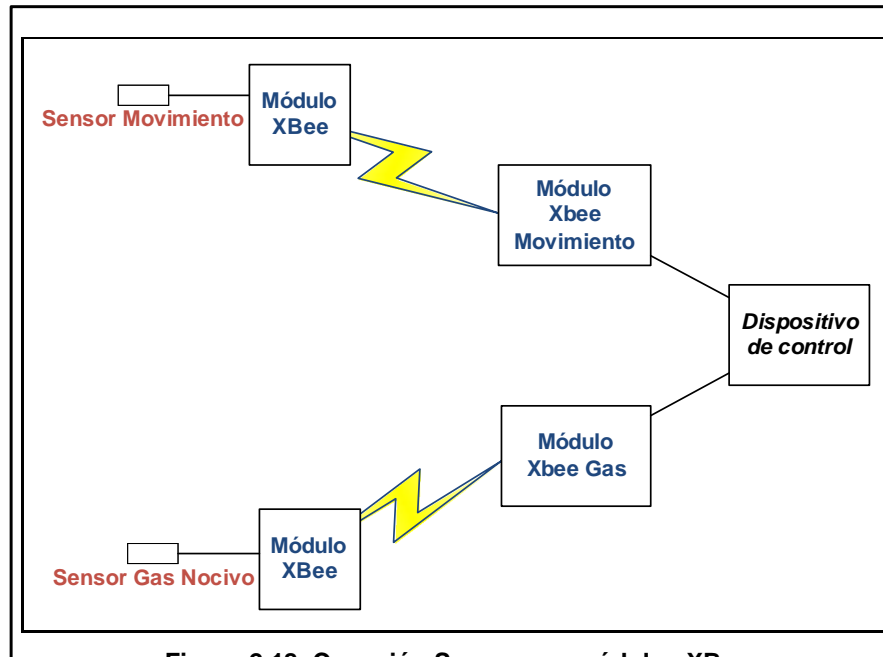 Módulo
XBee
Sensor Movimiento
Módulo
Xbee
Movimiento
Dispositivo
de control
Módulo
Xbee Gas
Módulo
XBee
Sensor Gas Nocivo